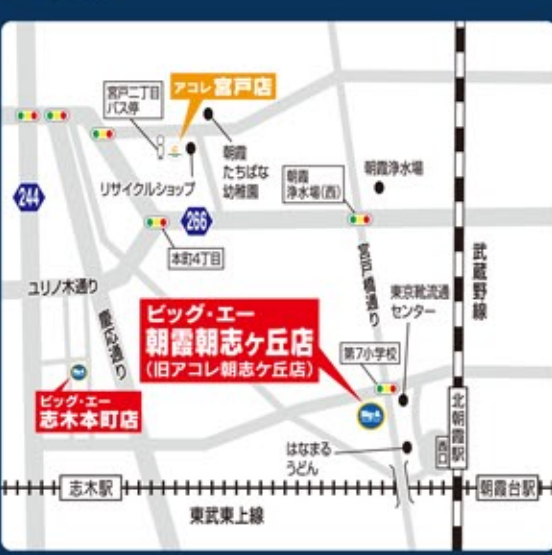 宮戸二丁目
バス停
アコレ 宮戸店
リサイクルショップ
朝霞
たちばな
幼稚園
朝霞
浄水場(西)
朝霞浄水場
244
266
本町4丁目
宮戸橋通り
武蔵野線
ユリノ木通り
慶応通り
東京靴流通
センター
ビッグ・エー
朝霞朝志ヶ丘店
(旧アコレ朝志ケ丘店)
第7小学校
ビッグ・エー
志木本町店
はなまる
うどん
北朝霞駅
西口
志木駅
朝霞台駅
東武東上線